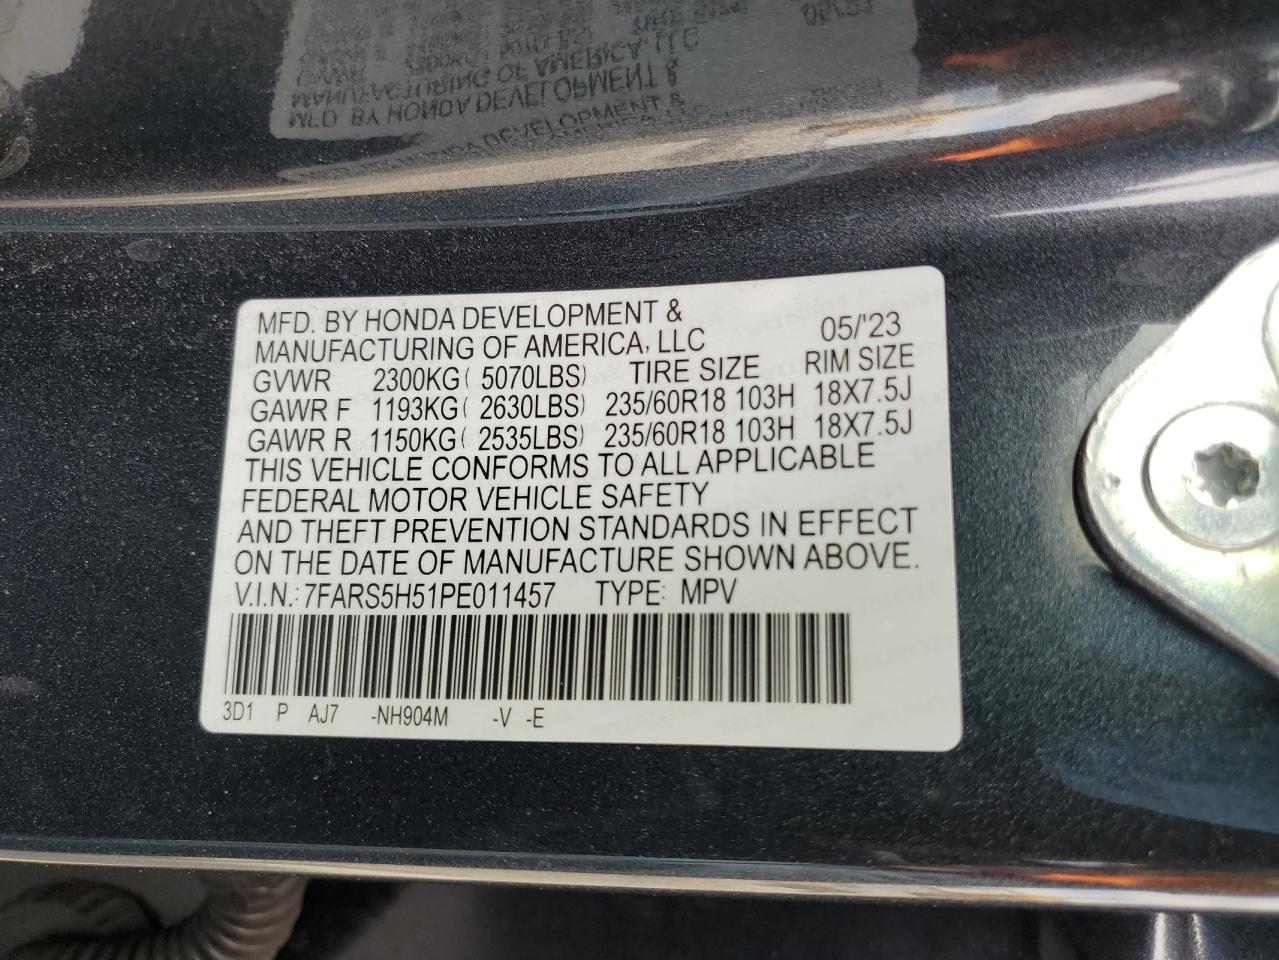 MFD. BY HONDA DEVELOPMENT &
MANUFACTURING OF AMERICA, LLC 05/'23
GVWR 2300KG( 5070LBS) TIRE SIZE RIM SIZE
GAWR F 1193KG( 2630LBS) 235/60R18 103H 18X7.5J
GAWR R 1150KG( 2535LBS) 235/60R18 103H 18X7.5J
THIS VEHICLE CONFORMS TO ALL APPLICABLE
FEDERAL MOTOR VEHICLE SAFETY
AND THEFT PREVENTION STANDARDS IN EFFECT
ON THE DATE OF MANUFACTURE SHOWN ABOVE.
V.I.N.: 7FARS5H51PE011457 TYPE: MPV
3D1 P AJ7 -NH904M -V -E